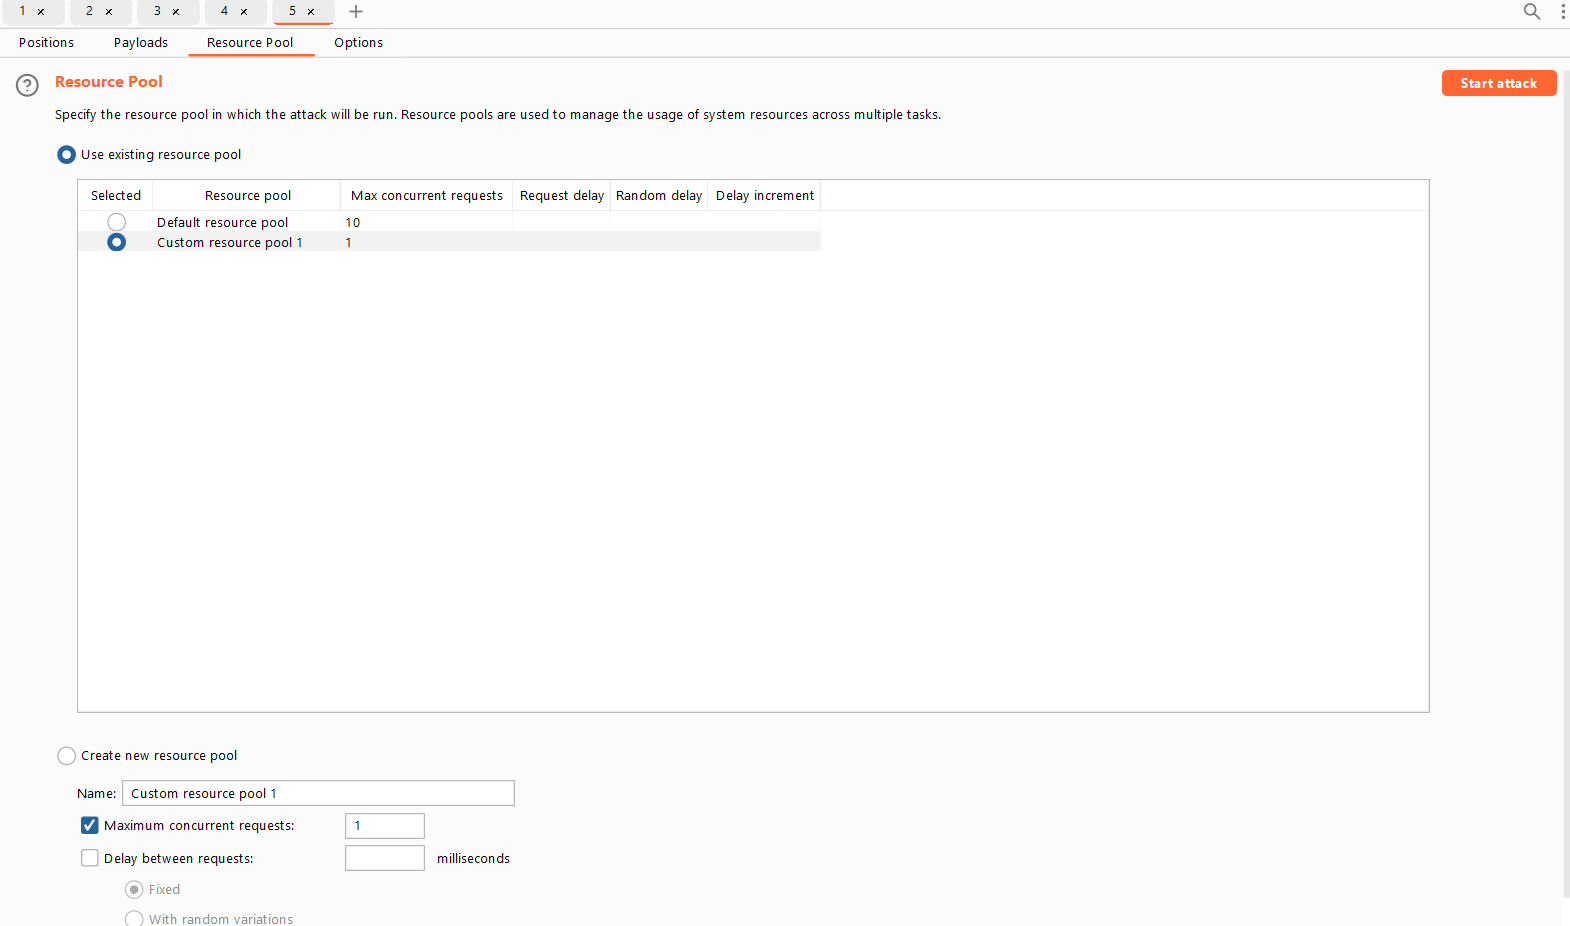 1 × 2 × 3 × 4 × 5 × +
Positions Payloads Resource Pool Options
? Resource Pool Start attack
Specify the resource pool in which the attack will be run. Resource pools are used to manage the usage of system resources across multiple tasks.
Use existing resource pool
Selected Resource pool Max concurrent requests Request delay Random delay Delay increment
Default resource pool 10
Custom resource pool 1 1
Create new resource pool
Name: Custom resource pool 1
Maximum concurrent requests: 1
Delay between requests: milliseconds
Fixed
With random variations